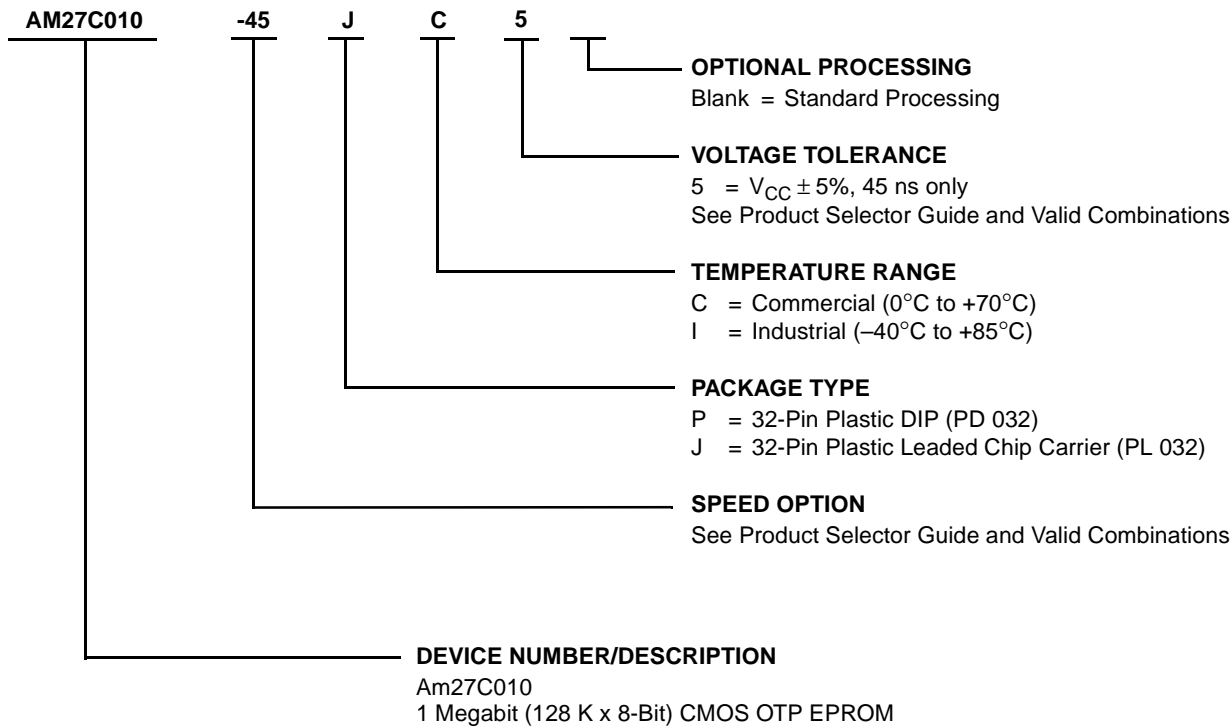 AM27C010 -45 J C 5
OPTIONAL PROCESSING
Blank = Standard Processing
VOLTAGE TOLERANCE
5 = VCC ± 5%, 45 ns only
See Product Selector Guide and Valid Combinations
TEMPERATURE RANGE
C = Commercial (0°C to +70°C)
I = Industrial (–40°C to +85°C)
PACKAGE TYPE
P = 32-Pin Plastic DIP (PD 032)
J = 32-Pin Plastic Leaded Chip Carrier (PL 032)
SPEED OPTION
See Product Selector Guide and Valid Combinations
DEVICE NUMBER/DESCRIPTION
Am27C010
1 Megabit (128 K x 8-Bit) CMOS OTP EPROM